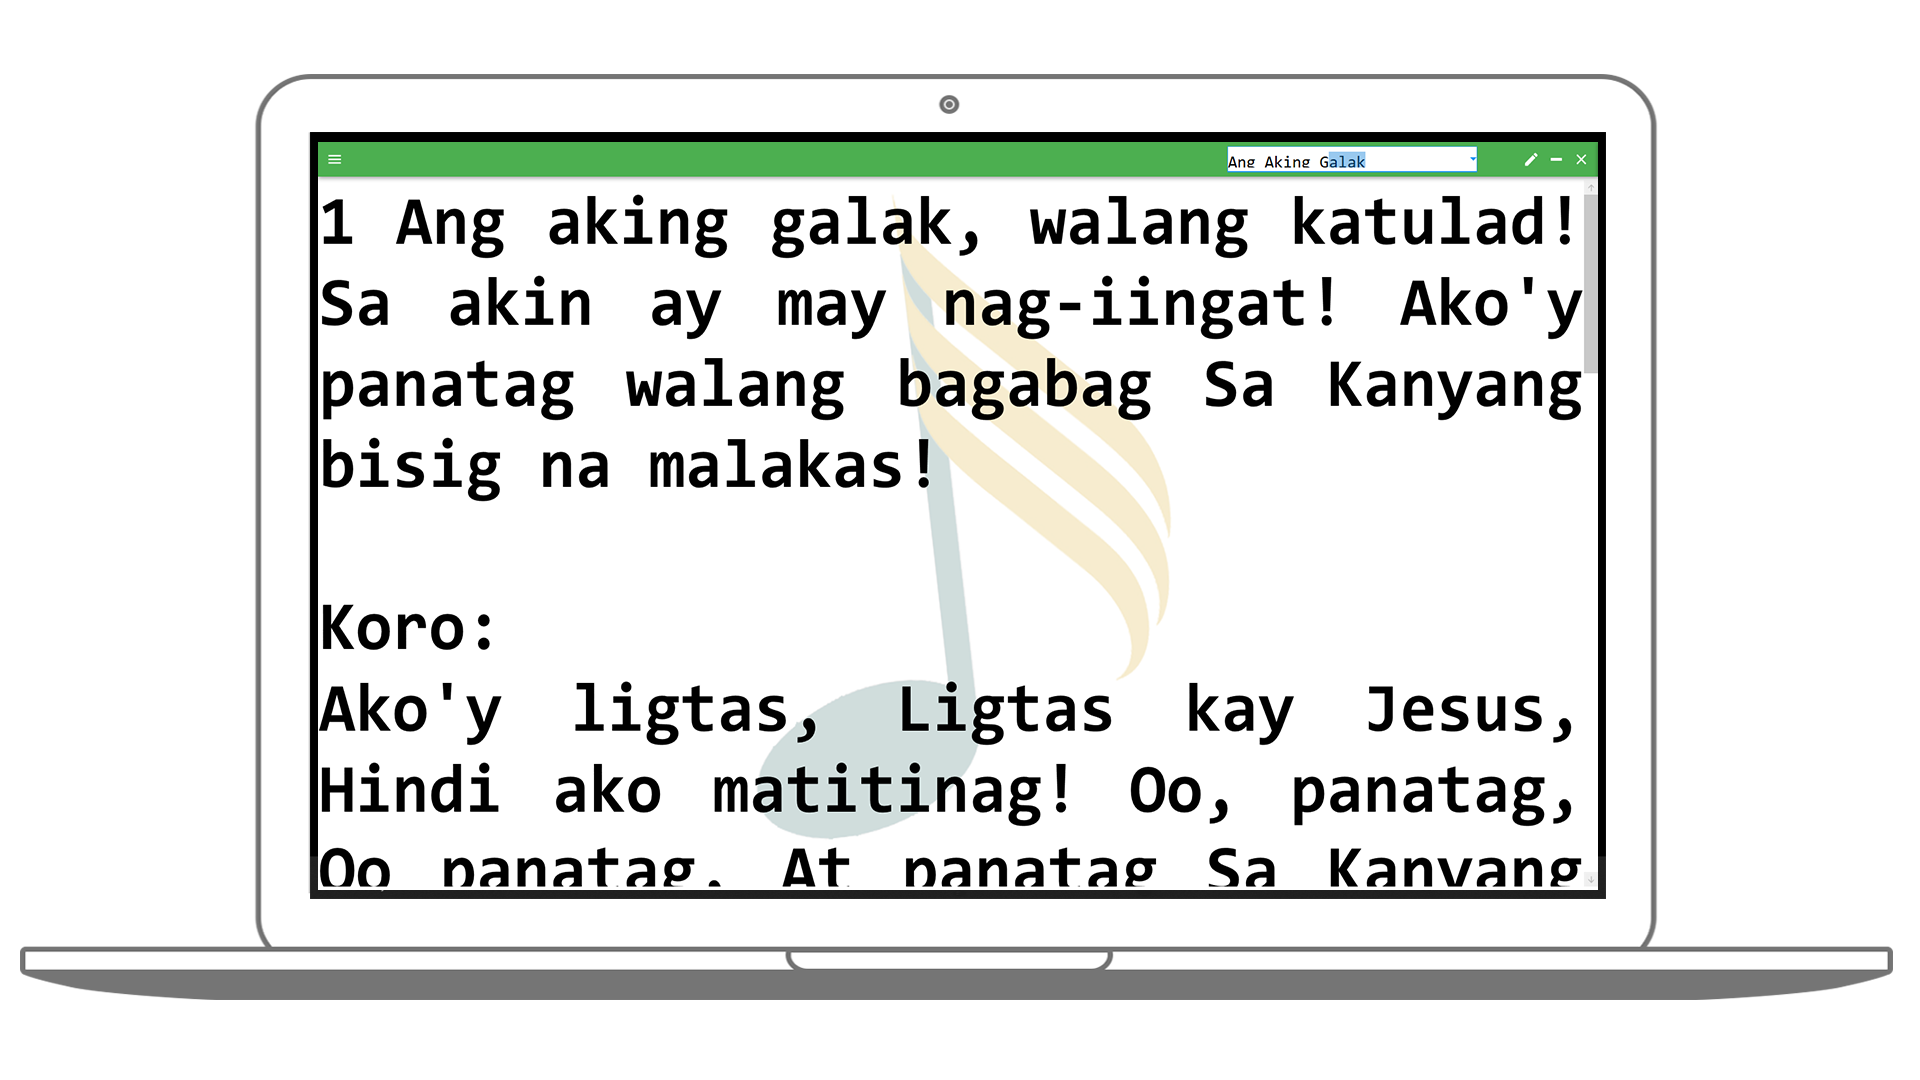 Ang Aking Galak
1 Ang aking galak, walang katulad!
Sa akin ay may nag-iingat! Ako'y
panatag walang bagabag Sa Kanyang
bisig na malakas!
Koro:
Ako'y ligtas, Ligtas kay Jesus,
Hindi ako matitinag! Oo, panatag,
Oo panatag, At panatag Sa Kanyang